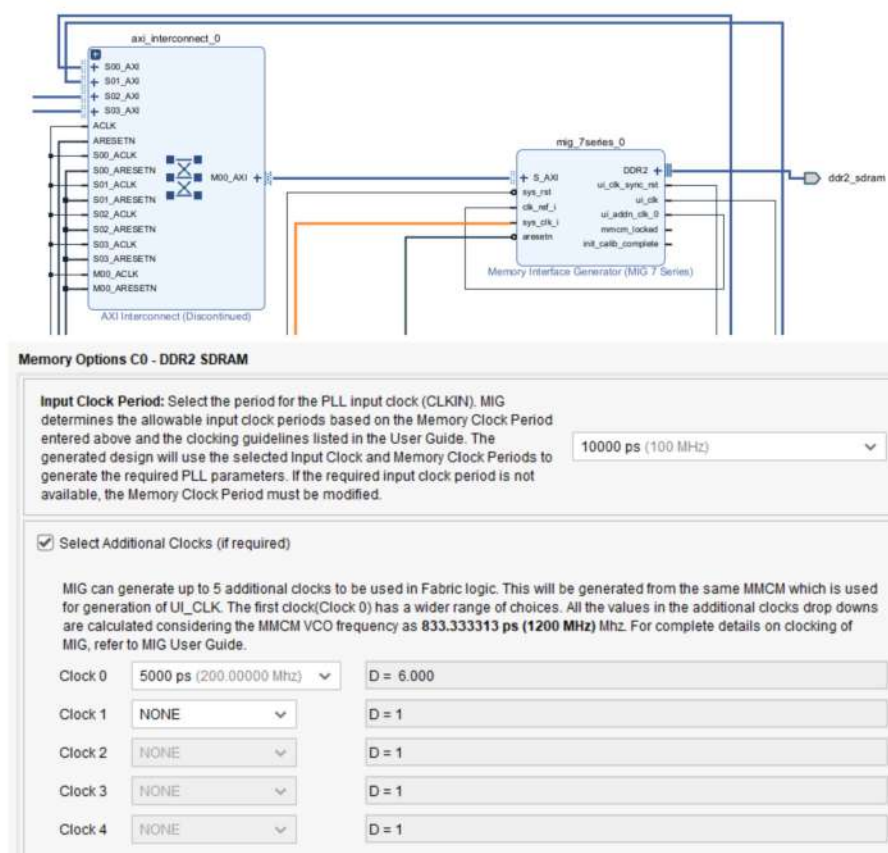 axi_interconnect_0
S00_AXI
S01_AXI
S02_AXI
S03_AXI
ACLK
ARESETN
S00_ACLK
S00_ARESETN
S01_ACLK
S01_ARESETN
S02_ACLK
S02_ARESETN
S03_ACLK
S03_ARESETN
M00_ACLK
M00_ARESETN
M00_AXI
AXI Interconnect (Discontinued)
mig_7series_0
S_AXI
sys_rst
clk_ref_i
sys_clk_i
aresetn
DDR2
ui_clk_sync_rst
ui_clk
ui_addn_clk_0
mmcm_locked
init_calib_complete
Memory Interface Generator (MIG 7 Series)
ddr2_sdram
Memory Options C0 - DDR2 SDRAM
Input Clock Period: Select the period for the PLL input clock (CLKIN). MIG
determines the allowable input clock periods based on the Memory Clock Period
entered above and the clocking guidelines listed in the User Guide. The
generated design will use the selected Input Clock and Memory Clock Periods to
generate the required PLL parameters. If the required input clock period is not
available, the Memory Clock Period must be modified.
10000 ps (100 MHz)
Select Additional Clocks (if required)
MIG can generate up to 5 additional clocks to be used in Fabric logic. This will be generated from the same MMCM which is used
for generation of UI_CLK. The first clock(Clock 0) has a wider range of choices. All the values in the additional clocks drop downs
are calculated considering the MMCM VCO frequency as 833.333313 ps (1200 MHz) Mhz. For complete details on clocking of
MIG, refer to MIG User Guide.
Clock 0 5000 ps (200.00000 Mhz) D = 6.000
Clock 1 NONE D = 1
Clock 2 NONE D = 1
Clock 3 NONE D = 1
Clock 4 NONE D = 1